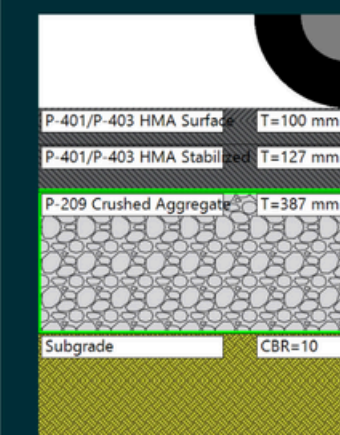 P-401/P-403 HMA Surface T=100 mm
P-401/P-403 HMA Stabilized T=127 mm
P-209 Crushed Aggregate T=387 mm
Subgrade CBR=10